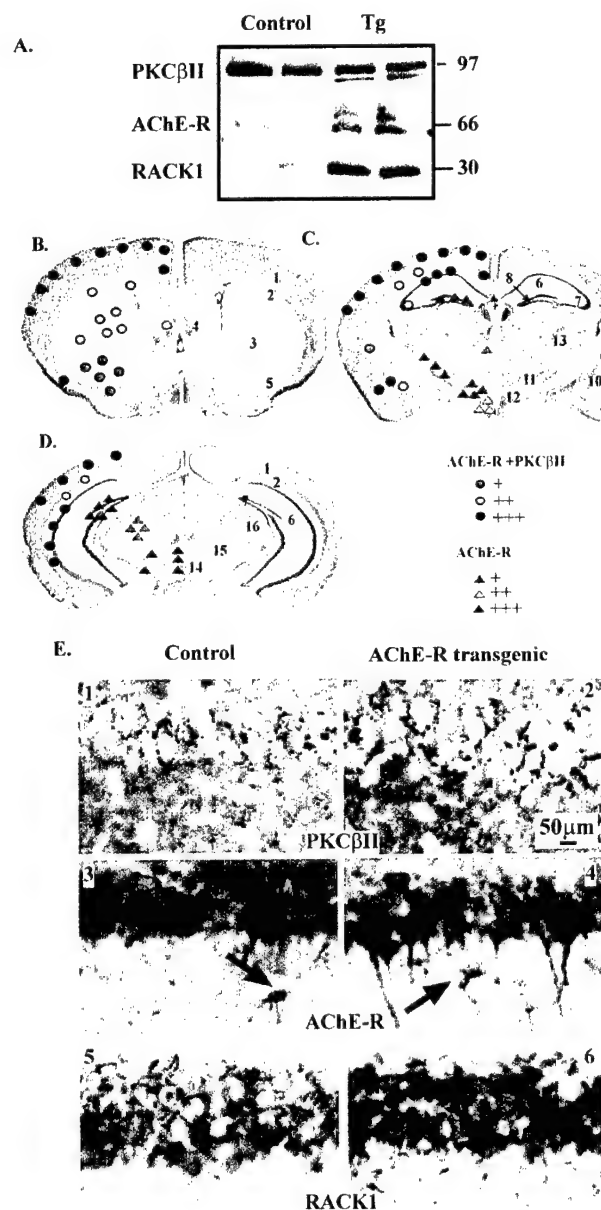 Control Tg
A.
PKCβII 97
AChE-R 66
RACK1 30
B. C.
1
2
3
4
5
6
7
8
10
11
12
13
D.
1
2
6
16
15
14
AChE-R +PKCβII
+
++
+++
AChE-R
+
++
+++
E.
Control AChE-R transgenic
1 2
PKCβII 50μm
3 4
AChE-R
5 6
RACK1